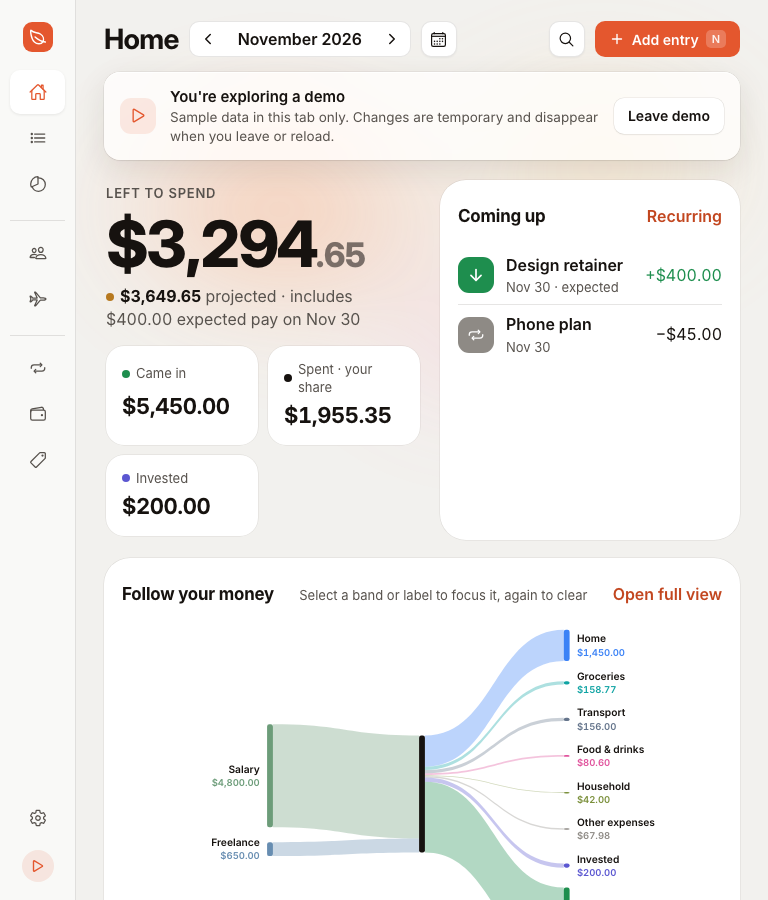 Home
November 2026
Add entry N
You're exploring a demo
Sample data in this tab only. Changes are temporary and disappear
when you leave or reload.
Leave demo
LEFT TO SPEND
$3,294.65
$3,649.65 projected · includes
$400.00 expected pay on Nov 30
Came in
$5,450.00
Spent · your
share
$1,955.35
Invested
$200.00
Coming up
Recurring
Design retainer
Nov 30 · expected
+$400.00
Phone plan
Nov 30
−$45.00
Follow your money
Select a band or label to focus it, again to clear
Open full view
Salary
$4,800.00
Freelance
$650.00
Home
$1,450.00
Groceries
$158.77
Transport
$156.00
Food & drinks
$80.60
Household
$42.00
Other expenses
$67.98
Invested
$200.00